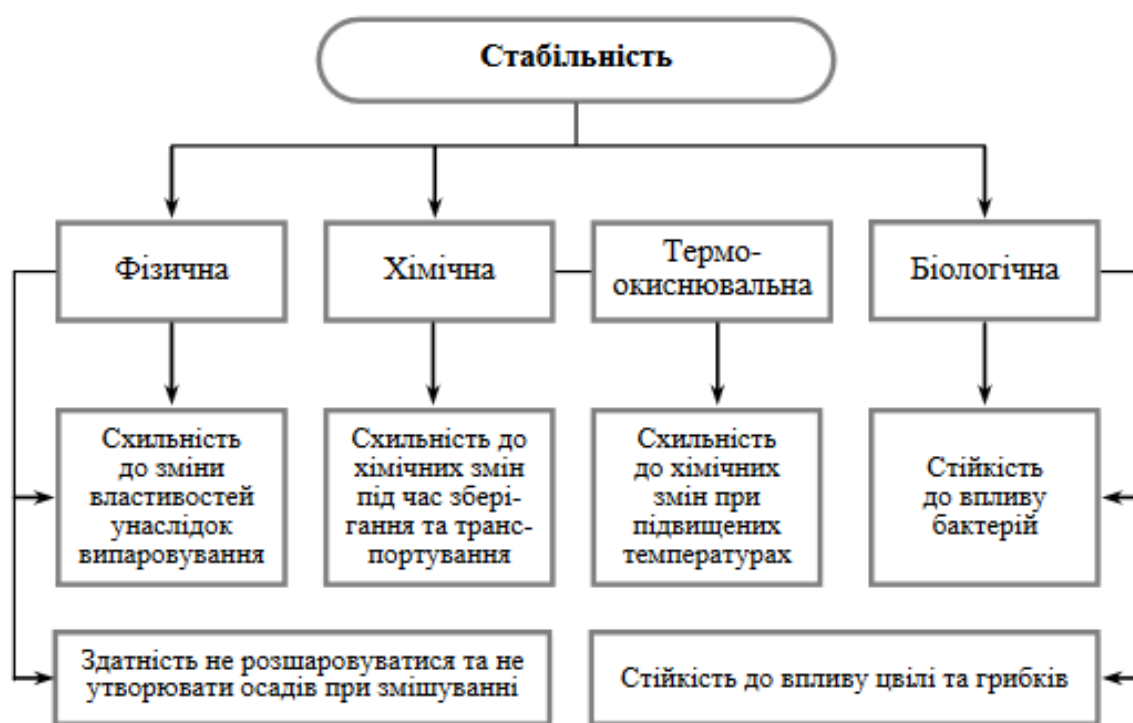 Стабільність
Фізична
Хімічна
Термо-
окиснювальна
Біологічна
Схильність
до зміни
властивостей
унаслідок
випаровування
Схильність до
хімічних змін
під час збері-
гання та транс-
портування
Схильність
до хімічних
змін при
підвищених
температурах
Стійкість
до впливу
бактерій
Здатність не розшаровуватися та не
утворювати осадів при змішуванні
Стійкість до впливу цвілі та грибків